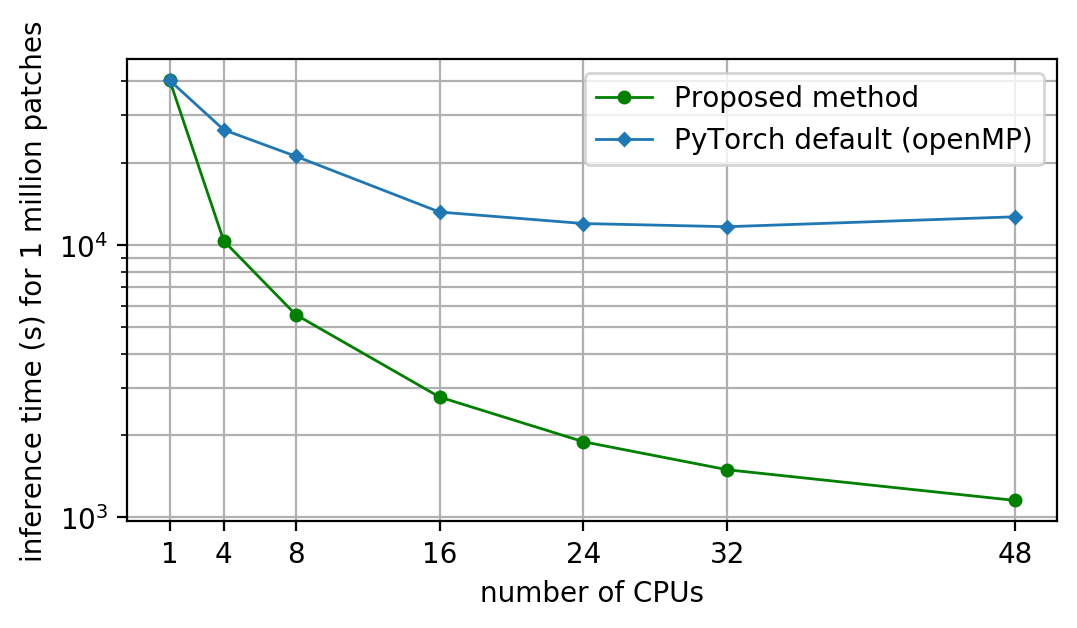 inference time (s) for 1 million patches
Proposed method
PyTorch default (openMP)
10⁴
10³
1 4 8 16 24 32 48
number of CPUs